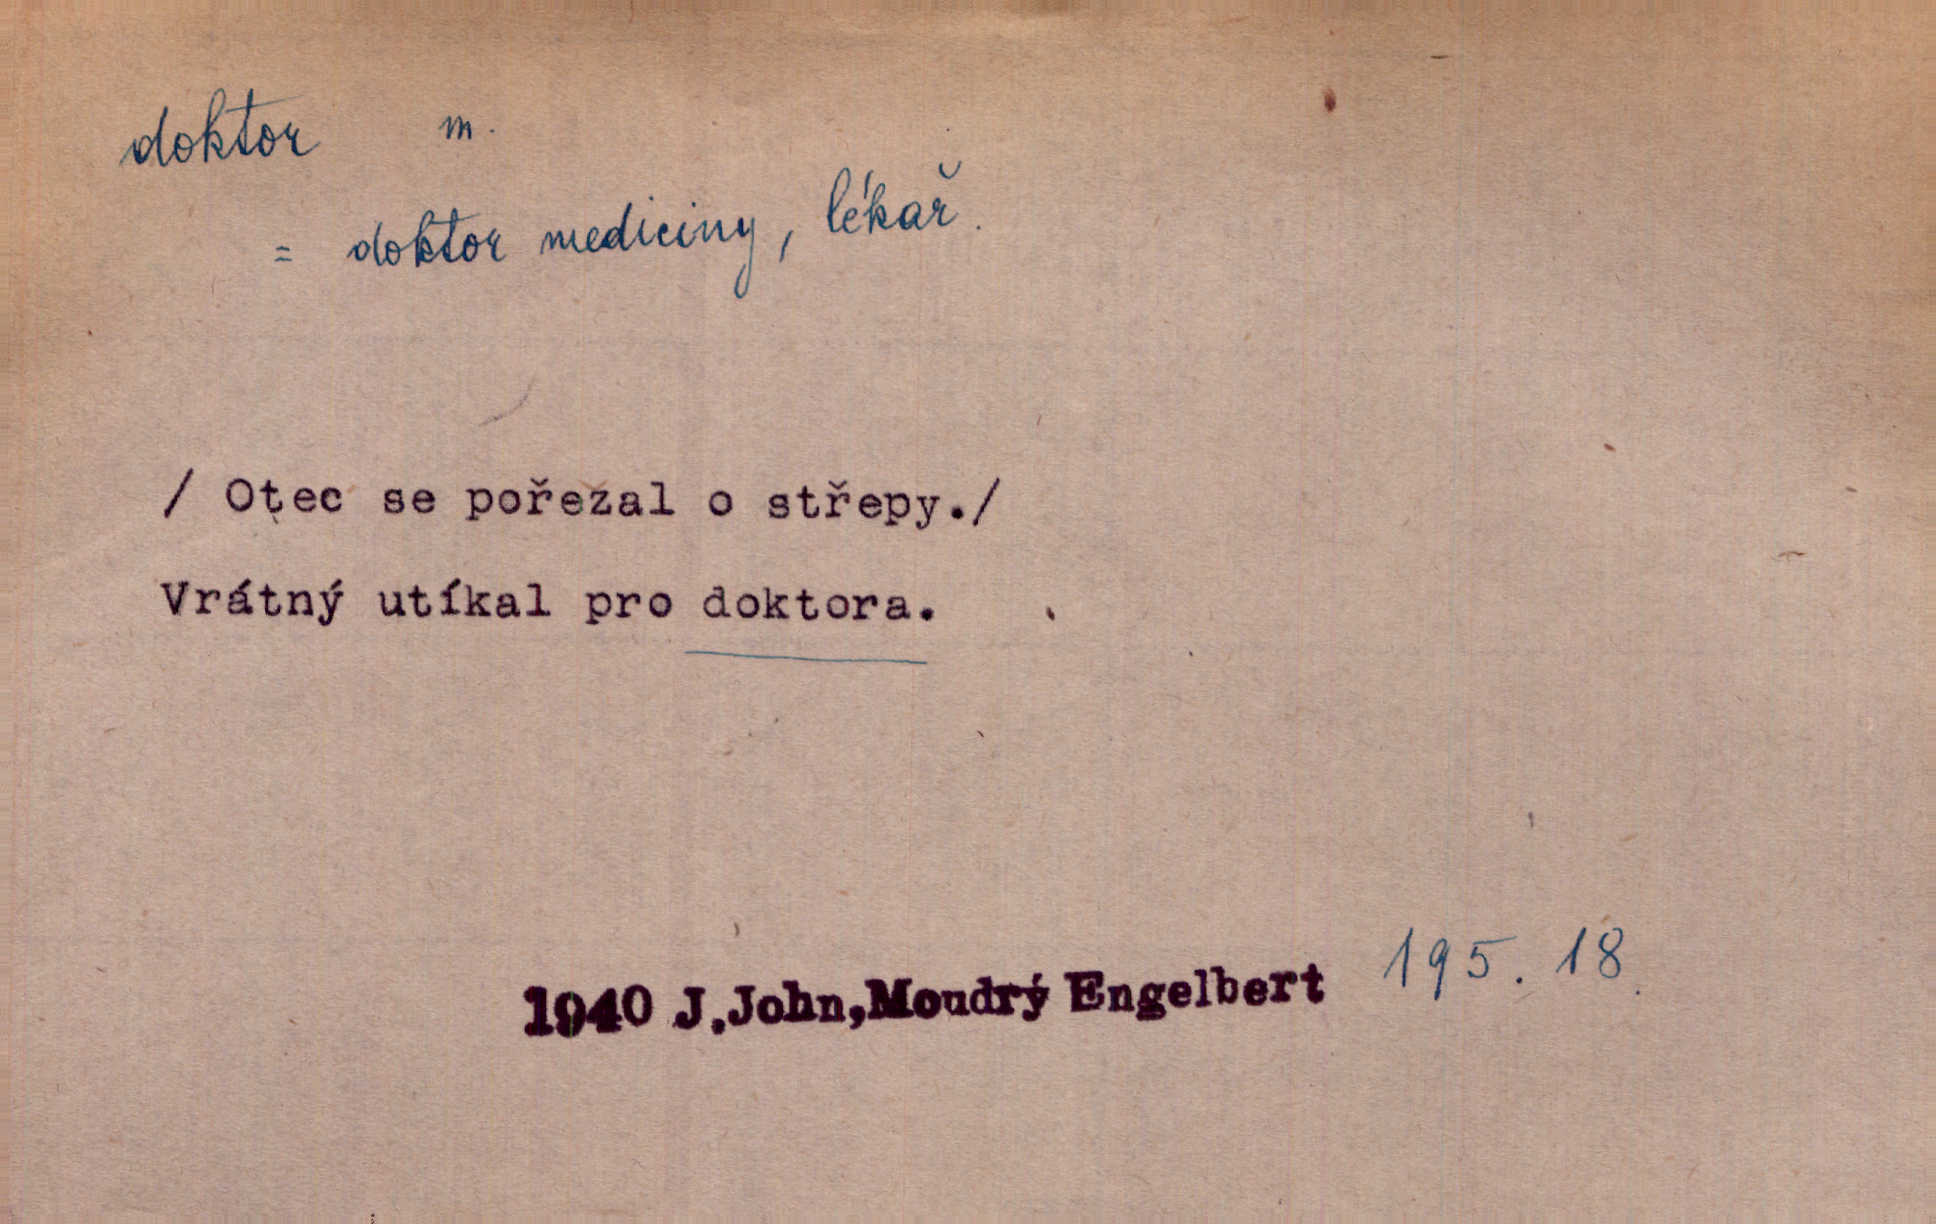 doktor m.
= doktor mediciny, lékař.
/ Otec se pořezal o střepy./
Vrátný utíkal pro doktora.
1940 J.John,Moudrý Engelbert 195. 18.